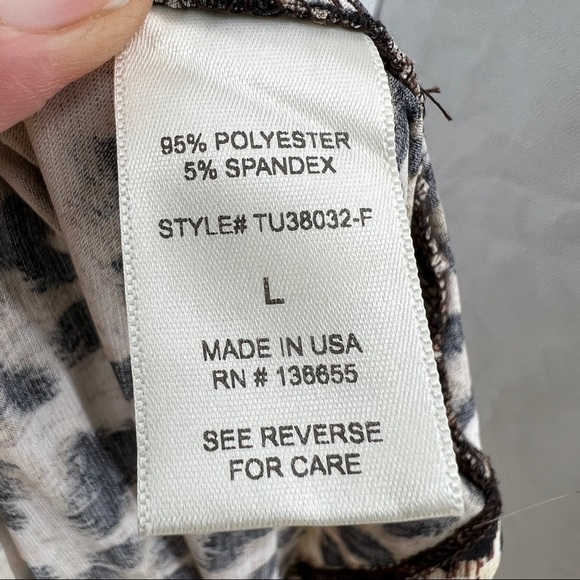 95% POLYESTER
5% SPANDEX
STYLE# TU38032-F
L
MADE IN USA
RN # 136655
SEE REVERSE
FOR CARE